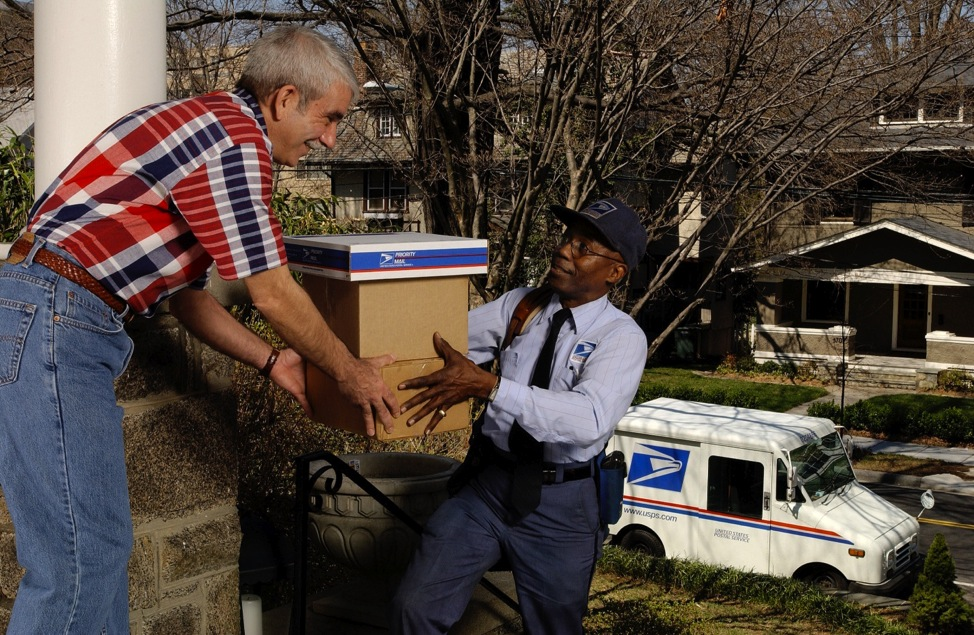 PRIORITY
MAIL
www.usps.com
UNITED STATES
POSTAL SERVICE